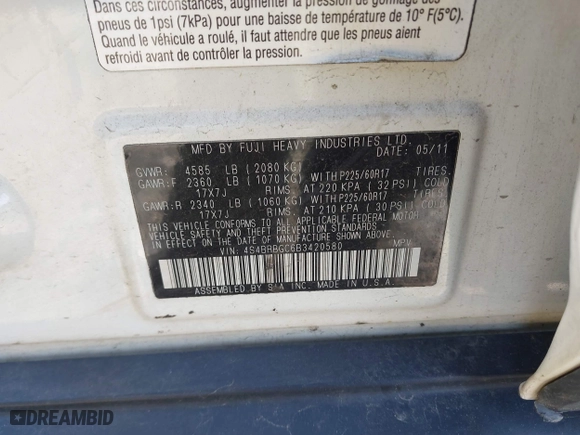 Dans ces circonstances, augmenter la pression de gonflage des
pneus de 1psi (7kPa) pour une baisse de température de 10° F(5°C).
Quand le véhicule a roulé, il faut attendre que les pneus aient
refroidi avant de contrôler la pression.
MFD BY FUJI HEAVY INDUSTRIES LTD.
DATE: 05/11
GVWR: 4585 LB (2080 KG)
GAWR:F 2360 LB (1070 KG) WITH P225/60R17 TIRES,
17X7J RIMS, AT 220 KPA ( 32 PSI) COLD
GAWR:R 2340 LB (1060 KG) WITH P225/60R17 TIRES,
17X7J RIMS, AT 210 KPA ( 30 PSI) COLD
THIS VEHICLE CONFORMS TO ALL APPLICABLE FEDERAL MOTOR
VEHICLE SAFETY BUMPER AND THEFT PREVENTION STANDARDS IN
EFFECT ON THE DATE OF MANUFACTURE SHOWN ABOVE.
VIN: 4S4BRBGC6B3420580 MPV
ASSEMBLED BY SIA INC. MADE IN U.S.A.
© DREAMBID